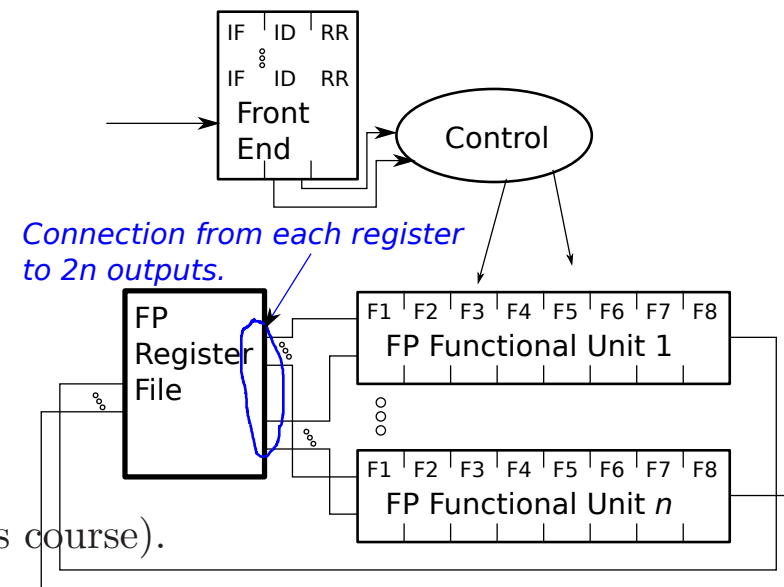 IF ID RR
IF ID RR
Front
End
Control
Connection from each register
to 2n outputs.
FP
Register
File
F1 F2 F3 F4 F5 F6 F7 F8
FP Functional Unit 1
F1 F2 F3 F4 F5 F6 F7 F8
FP Functional Unit n
s course).